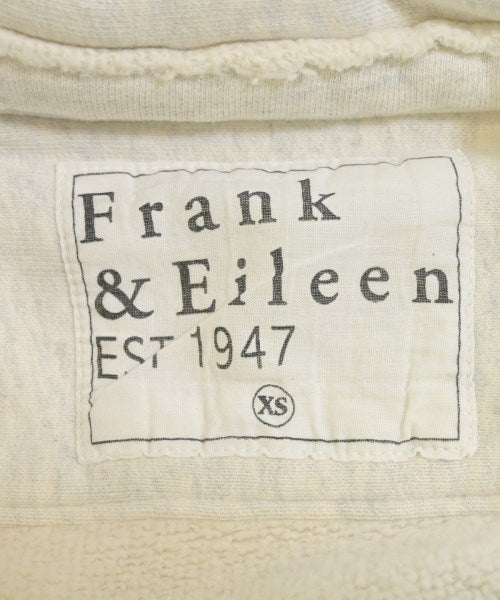 Frank
& Eileen
EST 1947
XS